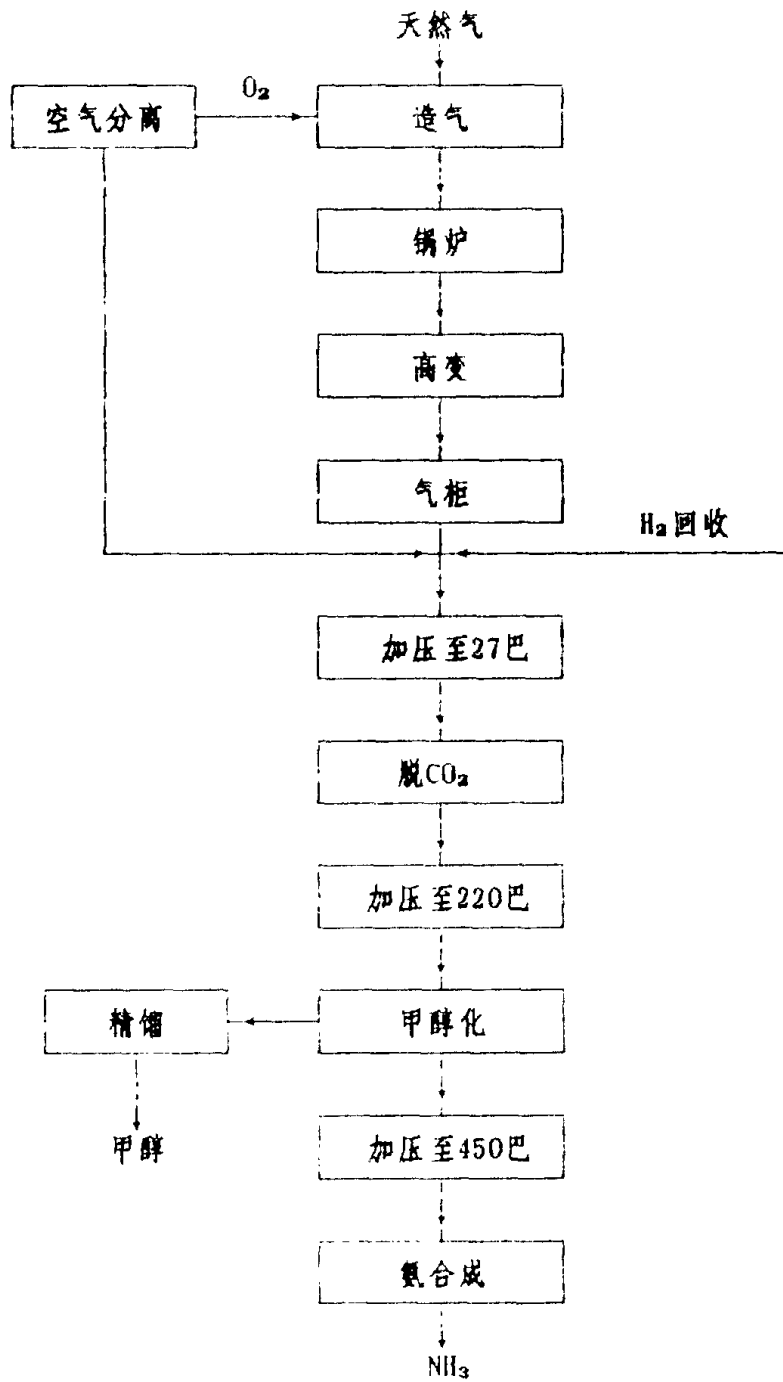 天然气
O₂
空气分离
造气
锅炉
高变
气柜
H₂回收
加压至27巴
脱CO₂
加压至220巴
精馏
甲醇化
甲醇
加压至450巴
氨合成
NH₃